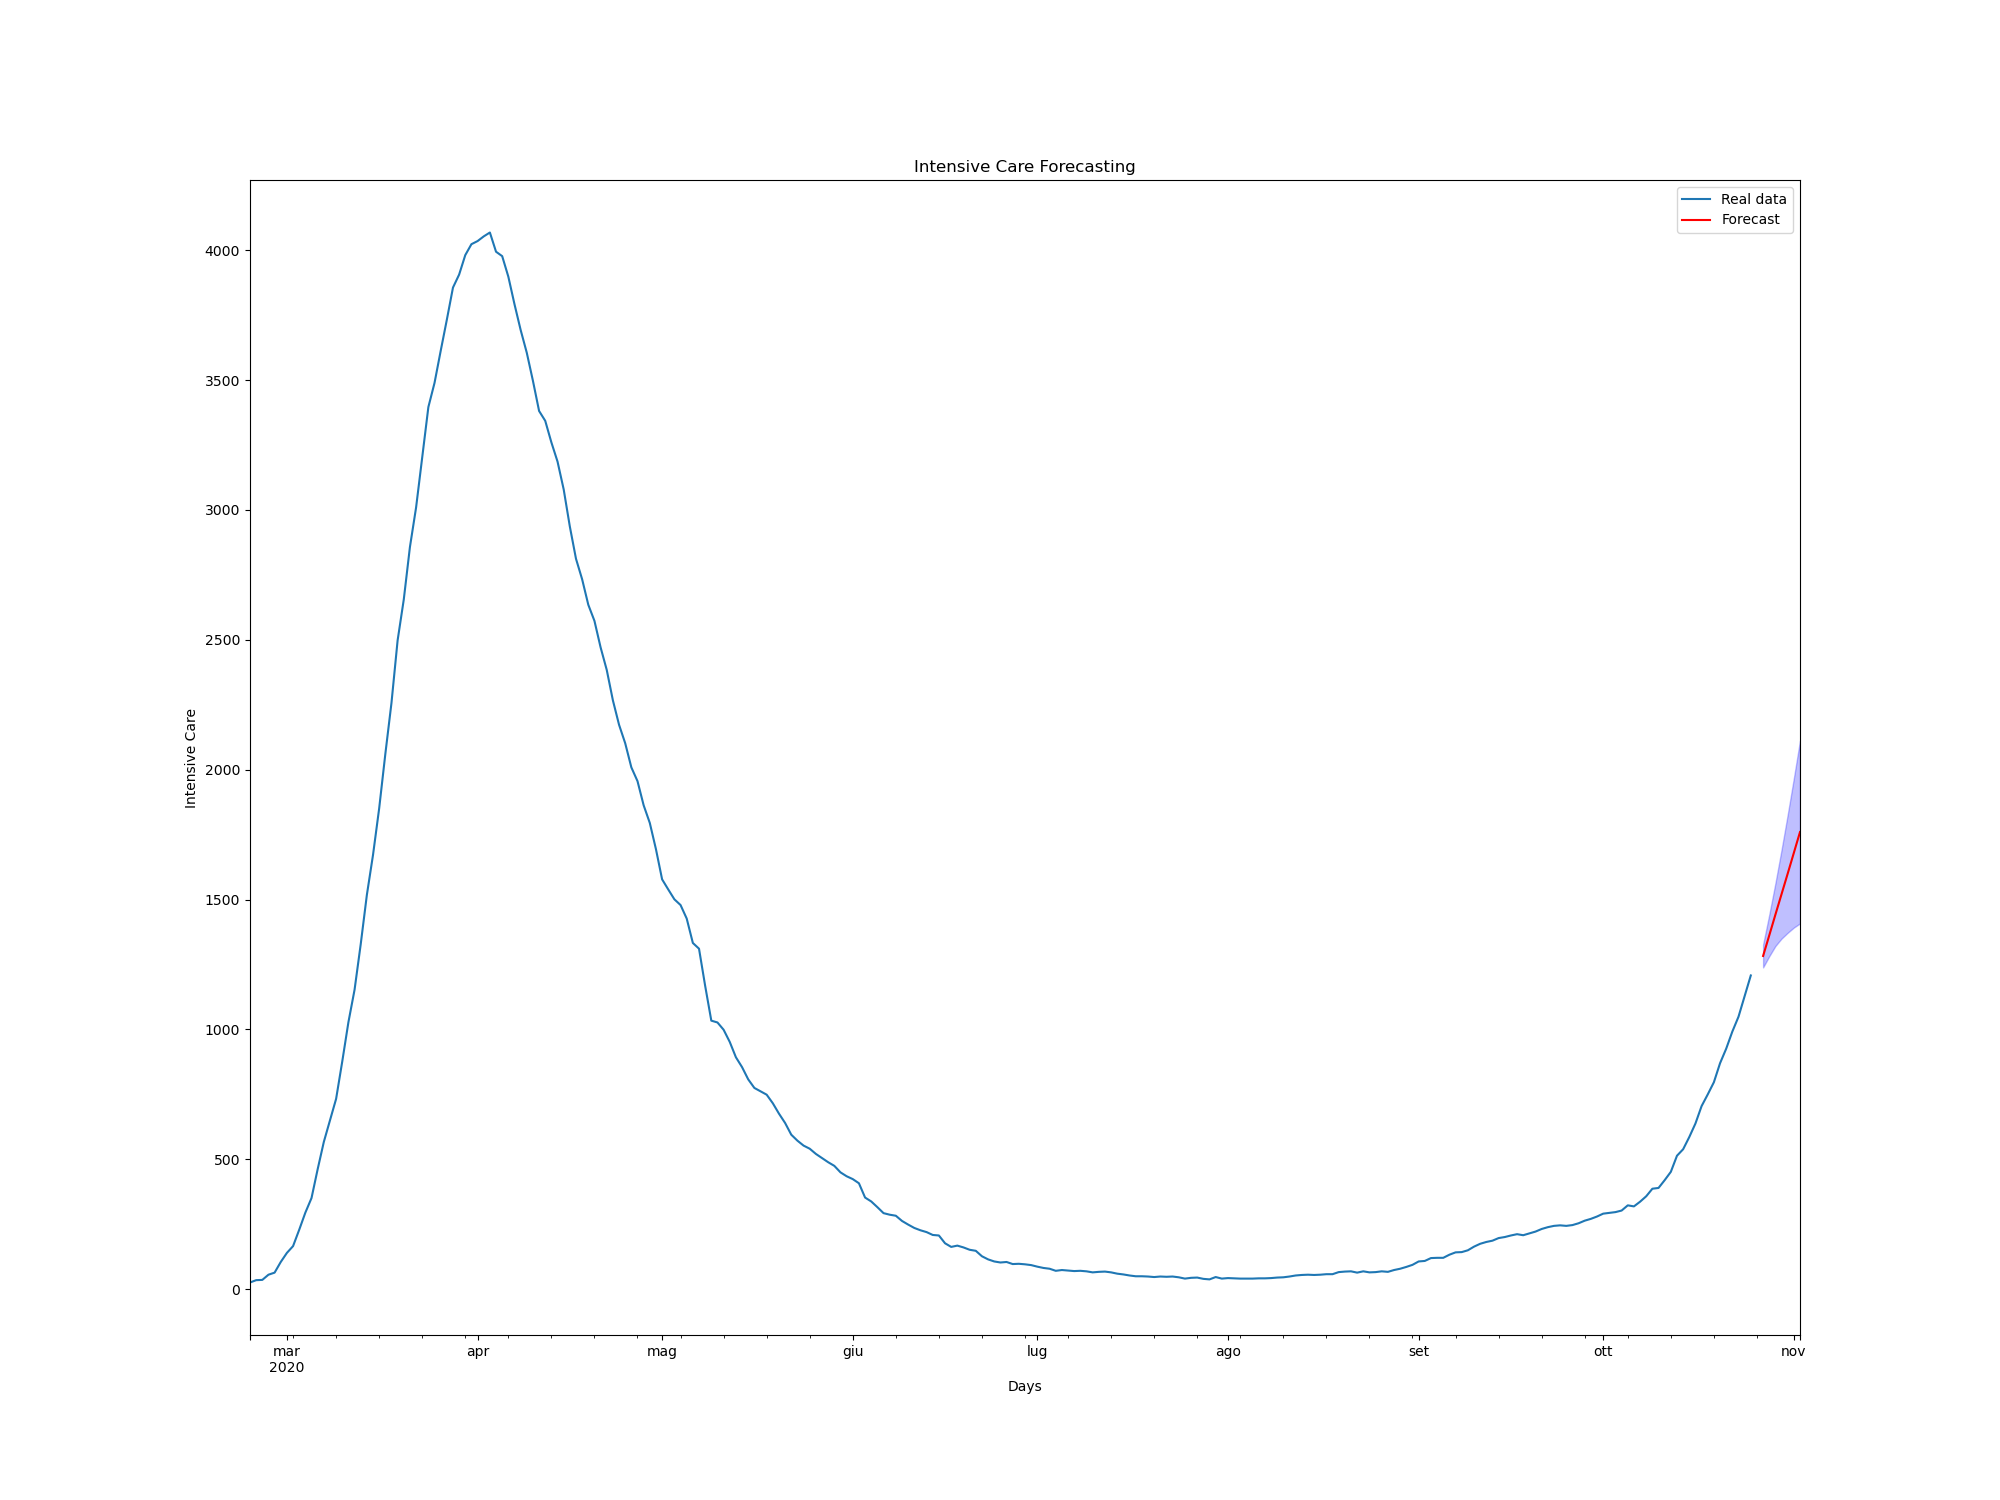 Intensive Care Forecasting
Real data
Forecast
4000
3500
3000
2500
2000
1500
1000
500
0
Intensive Care
mar apr mag giu lug ago set ott nov
2020
Days